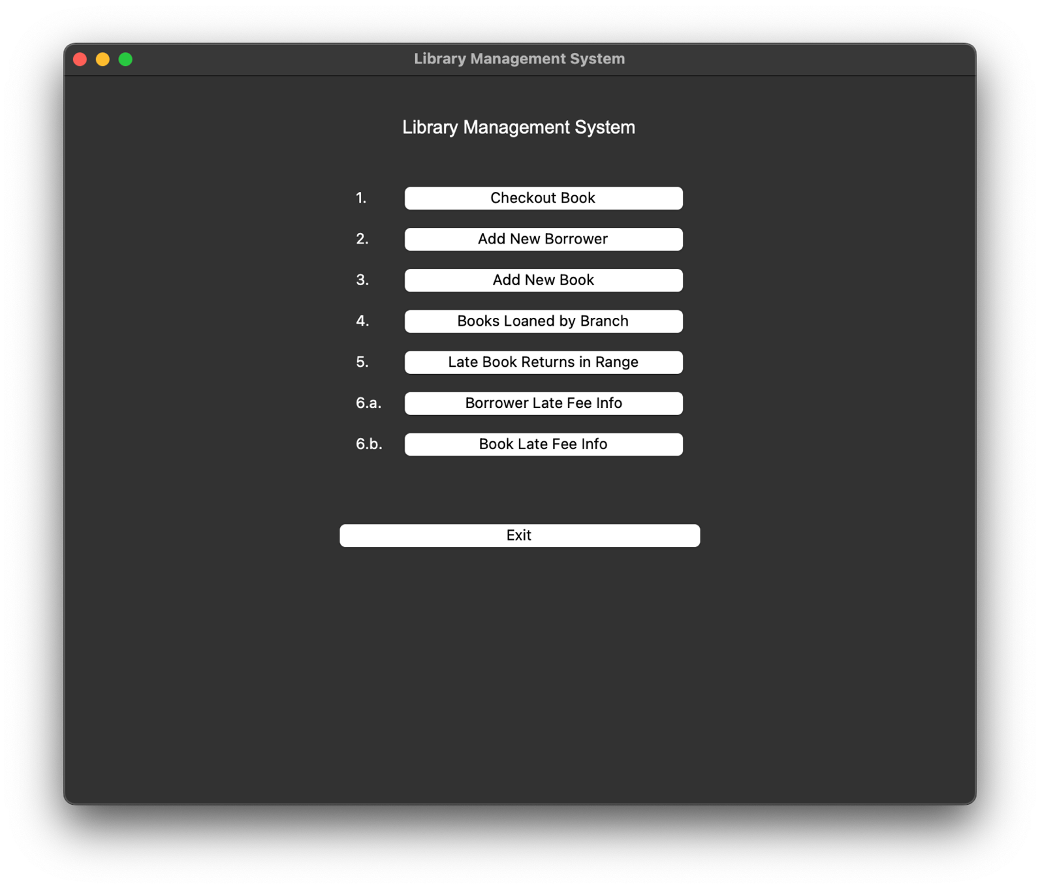 Library Management System
Library Management System
1. Checkout Book
2. Add New Borrower
3. Add New Book
4. Books Loaned by Branch
5. Late Book Returns in Range
6.a. Borrower Late Fee Info
6.b. Book Late Fee Info
Exit